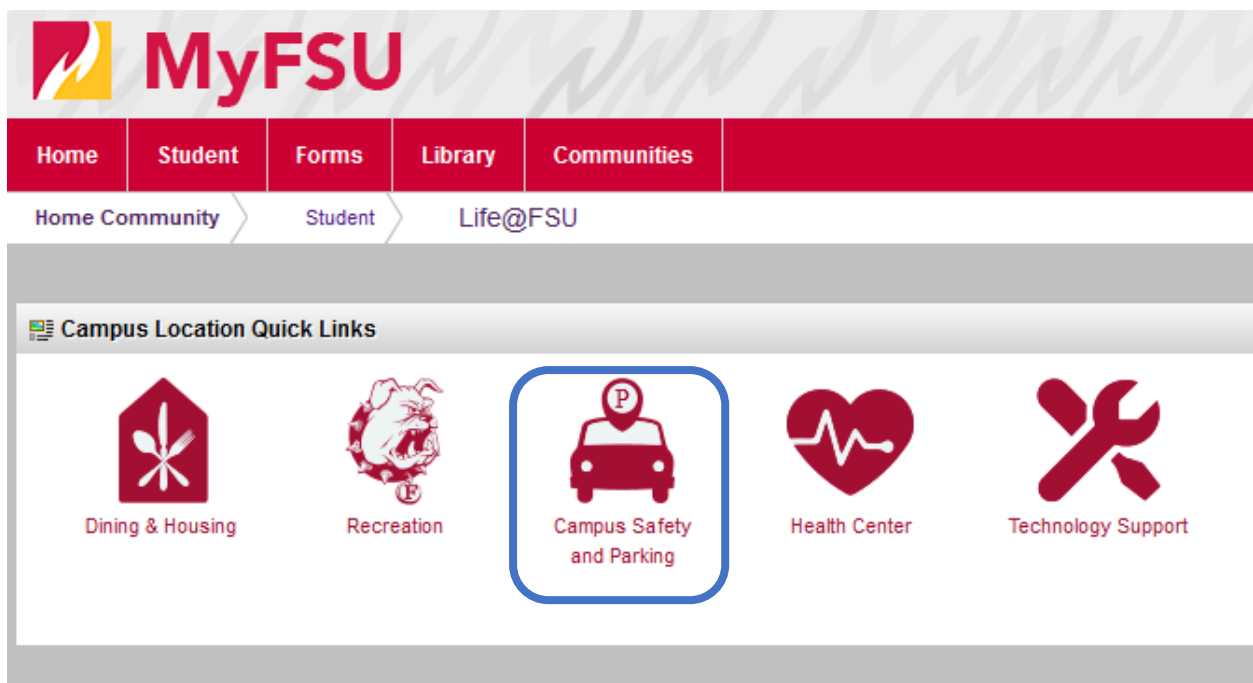 MyFSU
Home Student Forms Library Communities
Home Community Student Life@FSU
Campus Location Quick Links
P
F
Dining & Housing Recreation Campus Safety and Parking Health Center Technology Support